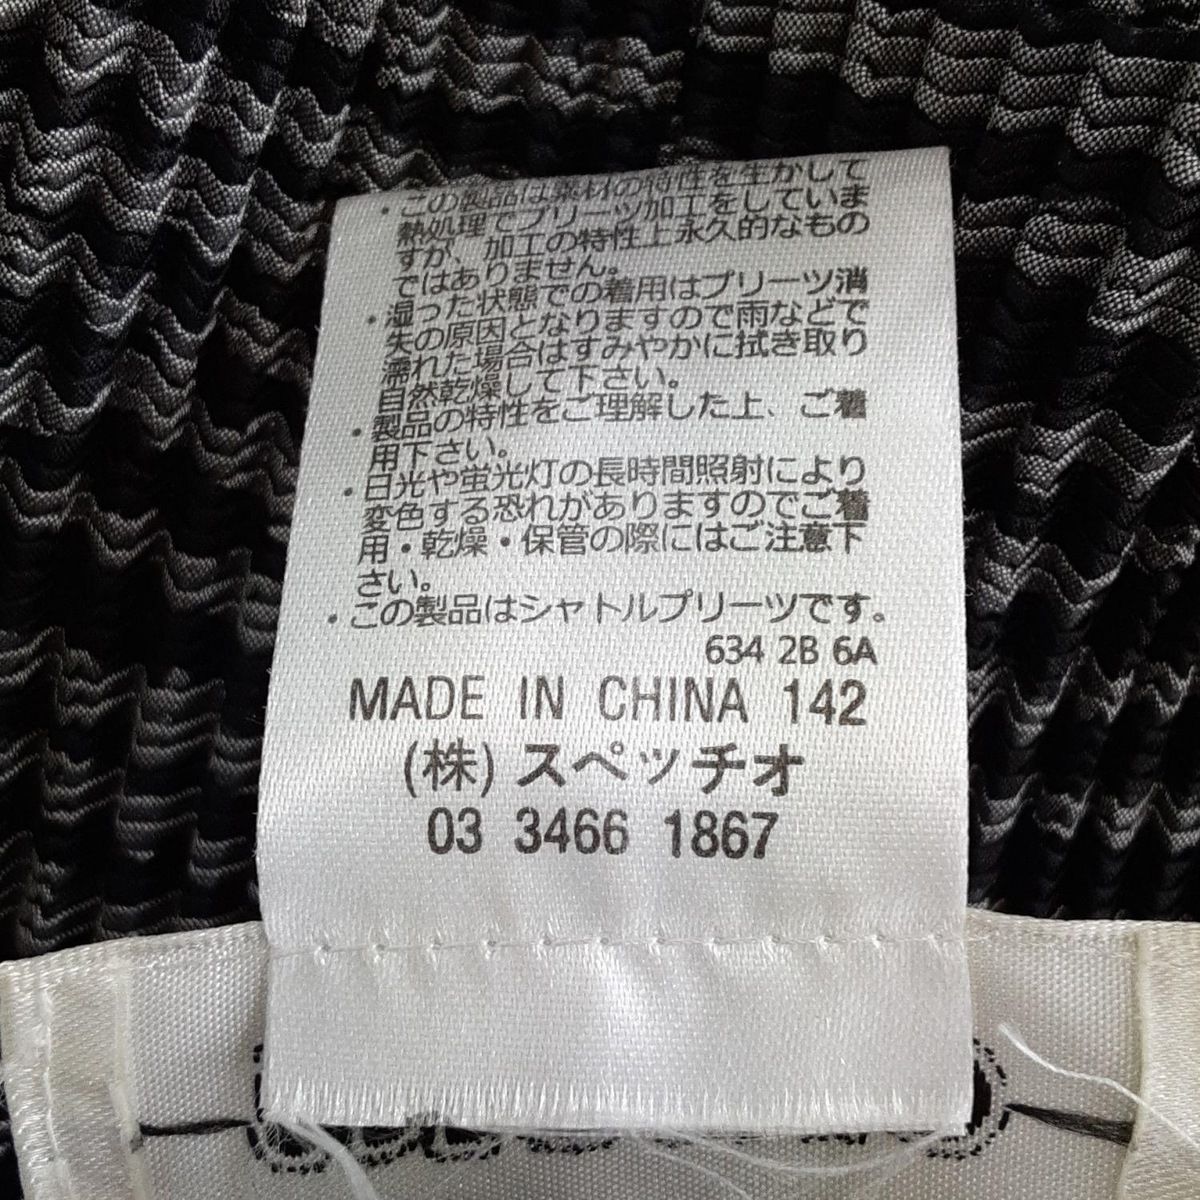 ・この製品は素材の特性を生かして
熱処理でプリーツ加工をしていま
すが、加工の特性上永久的なもの
ではありません。
・湿った状態での着用はプリーツ消
失の原因となりますので雨などで
濡れた場合はすみやかに拭き取り
自然乾燥して下さい。
・製品の特性をご理解した上、ご着
用下さい。
・日光や蛍光灯の長時間照射により
変色する恐れがありますのでご着
用・乾燥・保管の際にはご注意下
さい。
・この製品はシャトルプリーツです。
634 2B 6A
MADE IN CHINA 142
(株) スペッチオ
03 3466 1867